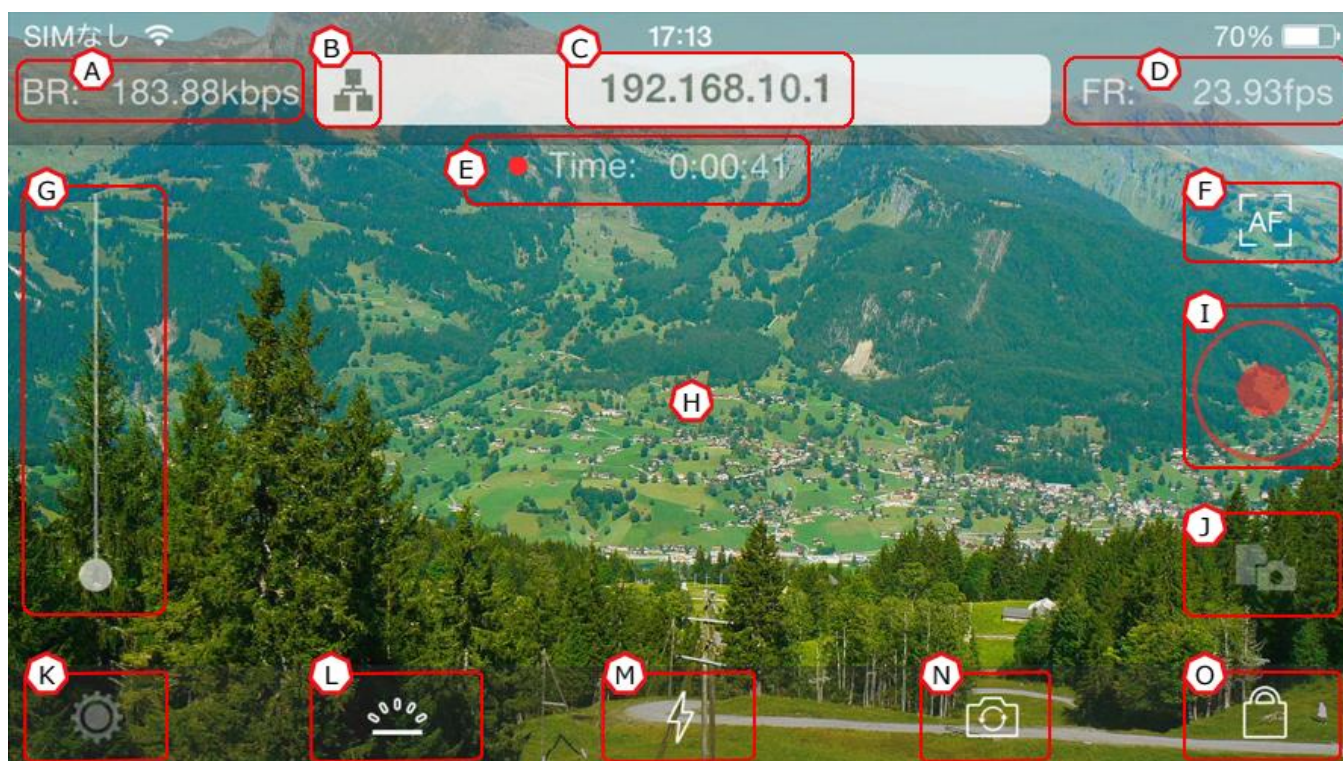 SIMなし 17:13 70%
A B C D
BR: 183.88kbps 192.168.10.1 FR: 23.93fps
E Time: 0:00:41
G F
AF
I
H
J
K L M N O